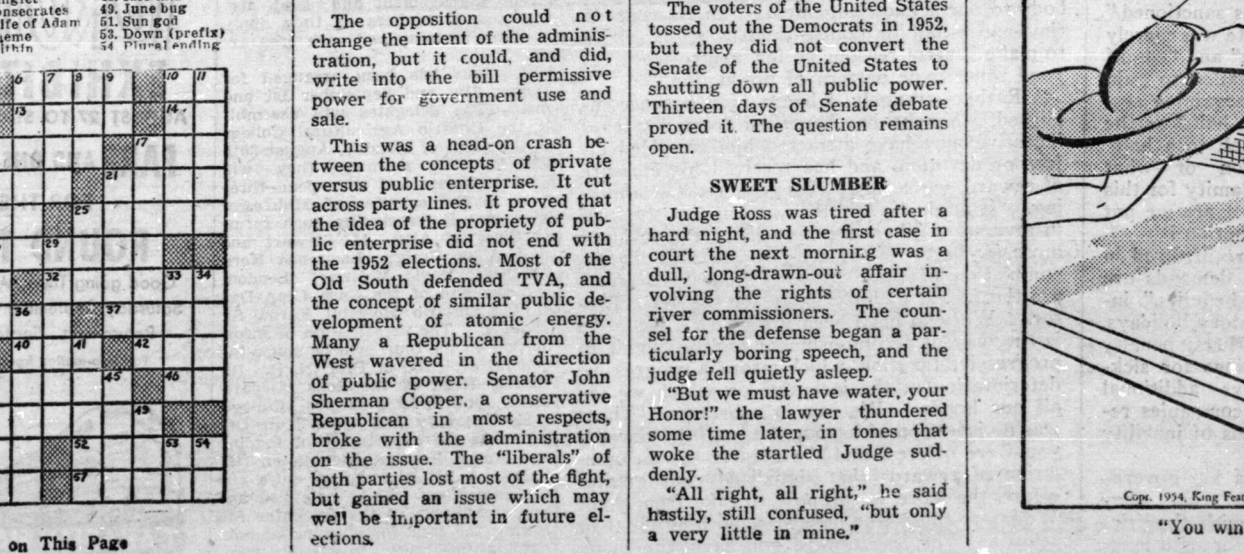 onsecrates
49. June bug
ife of Adam
51. Sun god
eme
53. Down (prefix)
ithin
54 Plural ending
6 7 8 9 10 11
13 14
17
21
25
29
32 33 34
36 37
40 41 42
45 46
49
52 53 54
57
on This Page
The opposition could not
change the intent of the adminis-
tration, but it could, and did,
write into the bill permissive
power for government use and
sale.
This was a head-on crash be-
tween the concepts of private
versus public enterprise. It cut
across party lines. It proved that
the idea of the propriety of pub-
lic enterprise did not end with
the 1952 elections. Most of the
Old South defended TVA, and
the concept of similar public de-
velopment of atomic energy.
Many a Republican from the
West wavered in the direction
of public power. Senator John
Sherman Cooper, a conservative
Republican in most respects,
broke with the administration
on the issue. The "liberals" of
both parties lost most of the fight,
but gained an issue which may
well be important in future el-
ections.
The voters of the United States
tossed out the Democrats in 1952,
but they did not convert the
Senate of the United States to
shutting down all public power.
Thirteen days of Senate debate
proved it. The question remains
open.
SWEET SLUMBER
Judge Ross was tired after a
hard night, and the first case in
court the next morning was a
dull, long-drawn-out affair in-
volving the rights of certain
river commissioners. The coun-
sel for the defense began a par-
ticularly boring speech, and the
judge fell quietly asleep.
"But we must have water, your
Honor!" the lawyer thundered
some time later, in tones that
woke the startled Judge sud-
denly.
"All right, all right," he said
hastily, still confused, "but only
a very little in mine."
Copr. 1954, King Feat
"You win